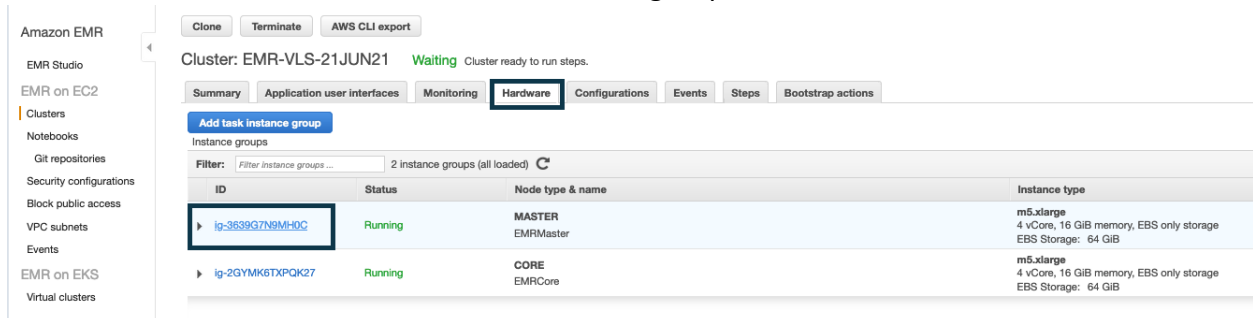 Amazon EMR
EMR Studio
EMR on EC2
Clusters
Notebooks
Git repositories
Security configurations
Block public access
VPC subnets
Events
EMR on EKS
Virtual clusters
Clone Terminate AWS CLI export
Cluster: EMR-VLS-21JUN21 Waiting Cluster ready to run steps.
Summary Application user interfaces Monitoring Hardware Configurations Events Steps Bootstrap actions
Add task instance group
Instance groups
Filter: Filter instance groups ... 2 instance groups (all loaded)
ID Status Node type & name Instance type
ig-3639G7N9MH0C Running MASTER m5.xlarge
EMRMaster 4 vCore, 16 GiB memory, EBS only storage
EBS Storage: 64 GiB
ig-2GYMK6TXPQK27 Running CORE m5.xlarge
EMRCore 4 vCore, 16 GiB memory, EBS only storage
EBS Storage: 64 GiB